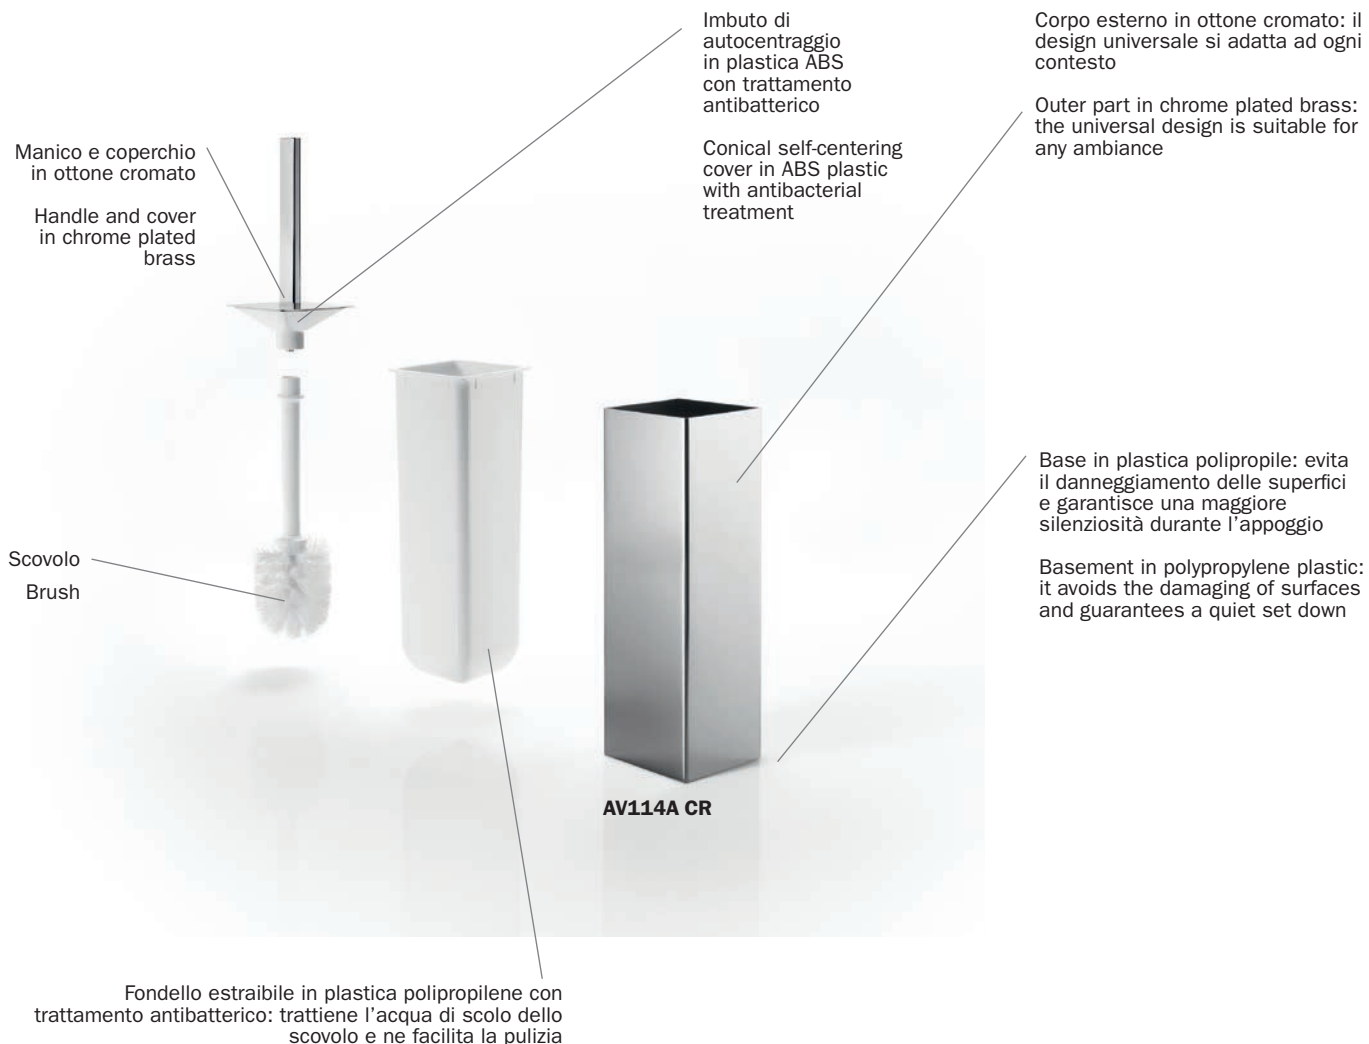 Imbuto di
autocentraggio
in plastica ABS
con trattamento
antibatterico
Conical self-centering
cover in ABS plastic
with antibacterial
treatment
Corpo esterno in ottone cromato: il
design universale si adatta ad ogni
contesto
Outer part in chrome plated brass:
the universal design is suitable for
any ambiance
Manico e coperchio
in ottone cromato
Handle and cover
in chrome plated
brass
Base in plastica polipropile: evita
il danneggiamento delle superfici
e garantisce una maggiore
silenziosità durante l'appoggio
Basement in polypropylene plastic:
it avoids the damaging of surfaces
and guarantees a quiet set down
Scovolo
Brush
AV114A CR
Fondello estraibile in plastica polipropilene con
trattamento antibatterico: trattiene l'acqua di scolo dello
scovolo e ne facilita la pulizia